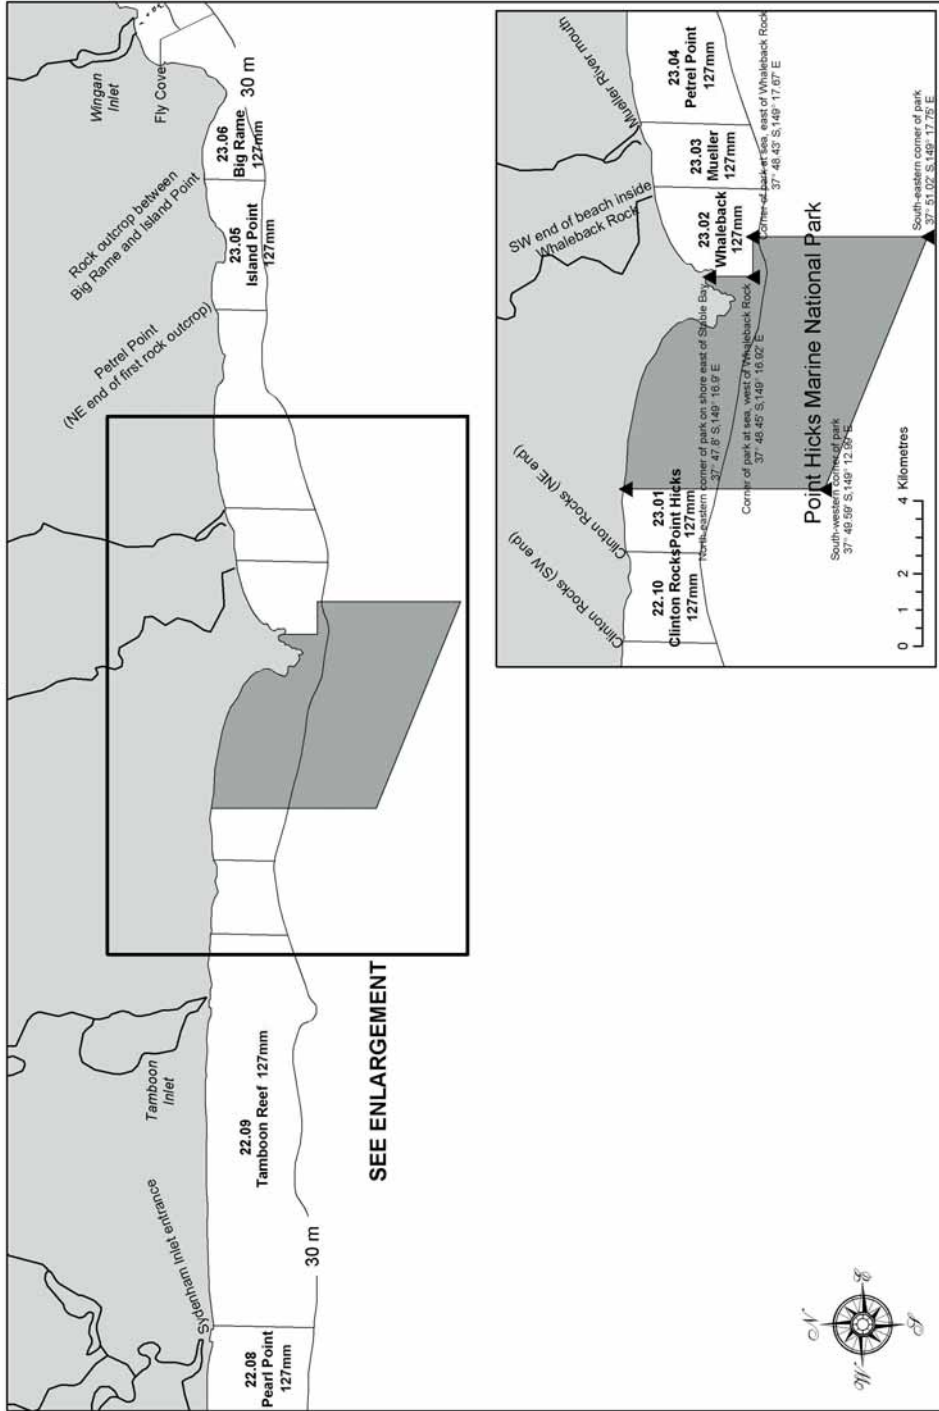 Wingan
Inlet
Fly Cove
30 m
23.06
Big Rame
127mm
Rock outcrop between
Big Rame and Island Point
23.05
Island Point
127mm
Petrel Point
(NE end of first rock outcrop)
Tamboon
Inlet
22.09
Tamboon Reef 127mm
Sydenham Inlet entrance
22.08
Pearl Point
127mm
30 m
SEE ENLARGEMENT
Mueller River mouth
23.04
Petrel Point
127mm
23.03
Mueller
127mm
SW end of beach inside
Whaleback Rock
23.02
Whaleback
127mm
Corner of park at sea, east of Whaleback Rock
37° 48.43' S,149° 17.67' E
South-eastern corner of park
37° 51.02' S,149° 17.75' E
North-eastern corner of park on shore east of Stable Bay
37° 47.8' S,149° 16.9' E
Corner of park at sea, west of Whaleback Rock
37° 48.45' S,149° 16.92' E
Point Hicks Marine National Park
Clinton Rocks (NE end)
23.01
Point Hicks
127mm
Clinton Rocks (SW end)
22.10
Clinton Rocks
127mm
South-western corner of park
37° 49.59' S,149° 12.99' E
0 1 2 4
Kilometres
N
E
S
W